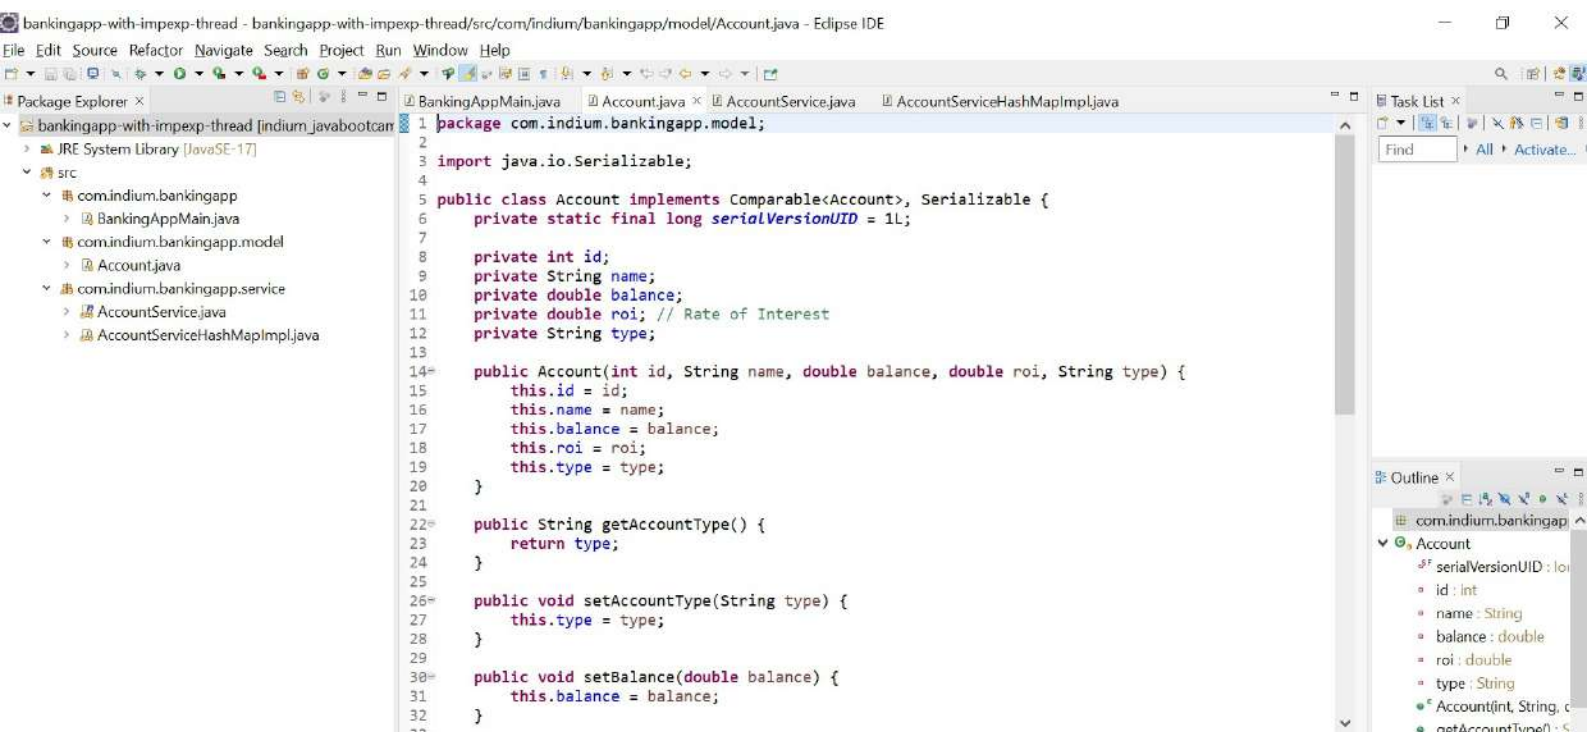 bankingapp-with-impexp-thread - bankingapp-with-impexp-thread/src/com/indium/bankingapp/model/Account.java - Eclipse IDE
File Edit Source Refactor Navigate Search Project Run Window Help
Package Explorer
bankingapp-with-impexp-thread [indium_javabootcam
JRE System Library [JavaSE-17]
src
com.indium.bankingapp
BankingAppMain.java
com.indium.bankingapp.model
Account.java
com.indium.bankingapp.service
AccountService.java
AccountServiceHashMapImpl.java
BankingAppMain.java Account.java AccountService.java AccountServiceHashMapImpl.java
1 package com.indium.bankingapp.model;
2
3 import java.io.Serializable;
4
5 public class Account implements Comparable<Account>, Serializable {
6 private static final long serialVersionUID = 1L;
7
8 private int id;
9 private String name;
10 private double balance;
11 private double roi; // Rate of Interest
12 private String type;
13
14 public Account(int id, String name, double balance, double roi, String type) {
15 this.id = id;
16 this.name = name;
17 this.balance = balance;
18 this.roi = roi;
19 this.type = type;
20 }
21
22 public String getAccountType() {
23 return type;
24 }
25
26 public void setAccountType(String type) {
27 this.type = type;
28 }
29
30 public void setBalance(double balance) {
31 this.balance = balance;
32 }
Task List
Find All Activate...
Outline
com.indium.bankingap
Account
serialVersionUID : lo
id : int
name : String
balance : double
roi : double
type : String
Account(int, String, d
getAccountType() : S